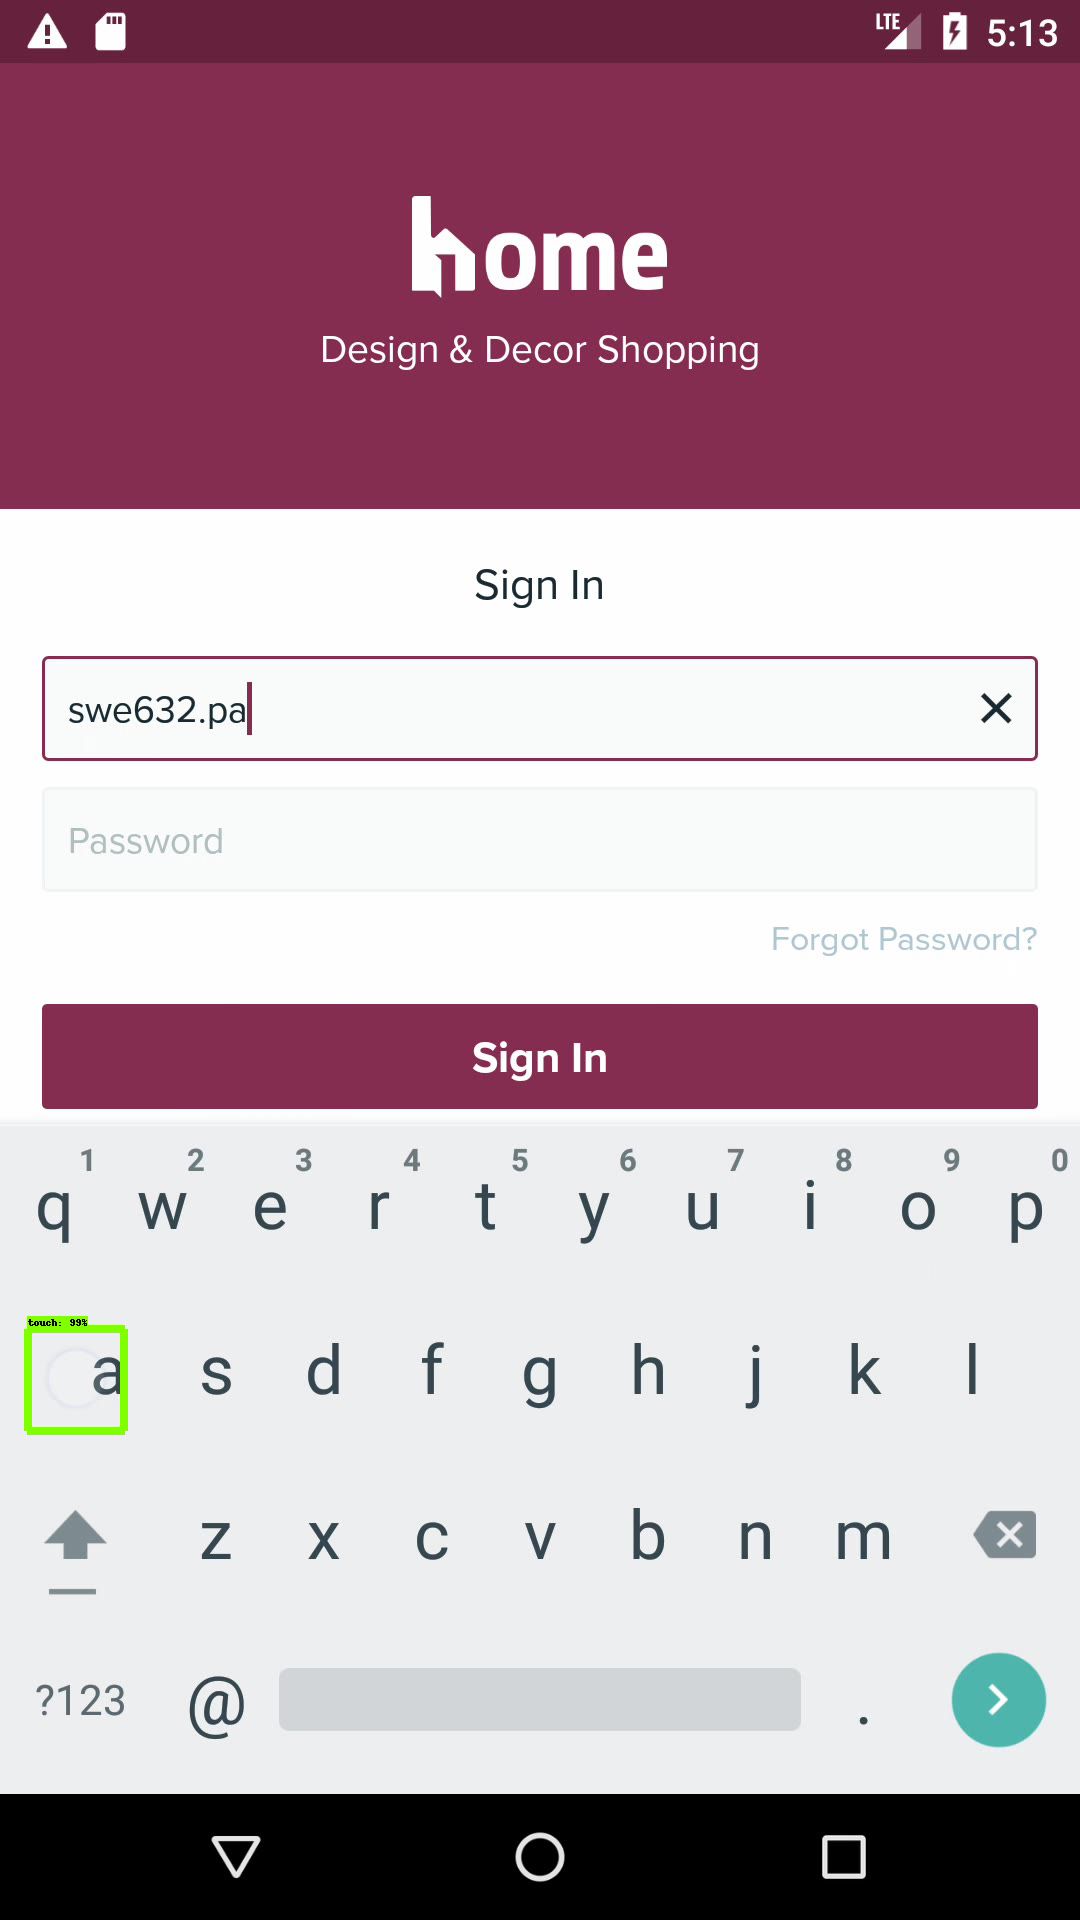 LTE 5:13
home
Design & Decor Shopping
Sign In
swe632.pa
Password
Forgot Password?
Sign In
1 2 3 4 5 6 7 8 9 0
q w e r t y u i o p
touch: 99%
a s d f g h j k l
z x c v b n m
?123 @ .